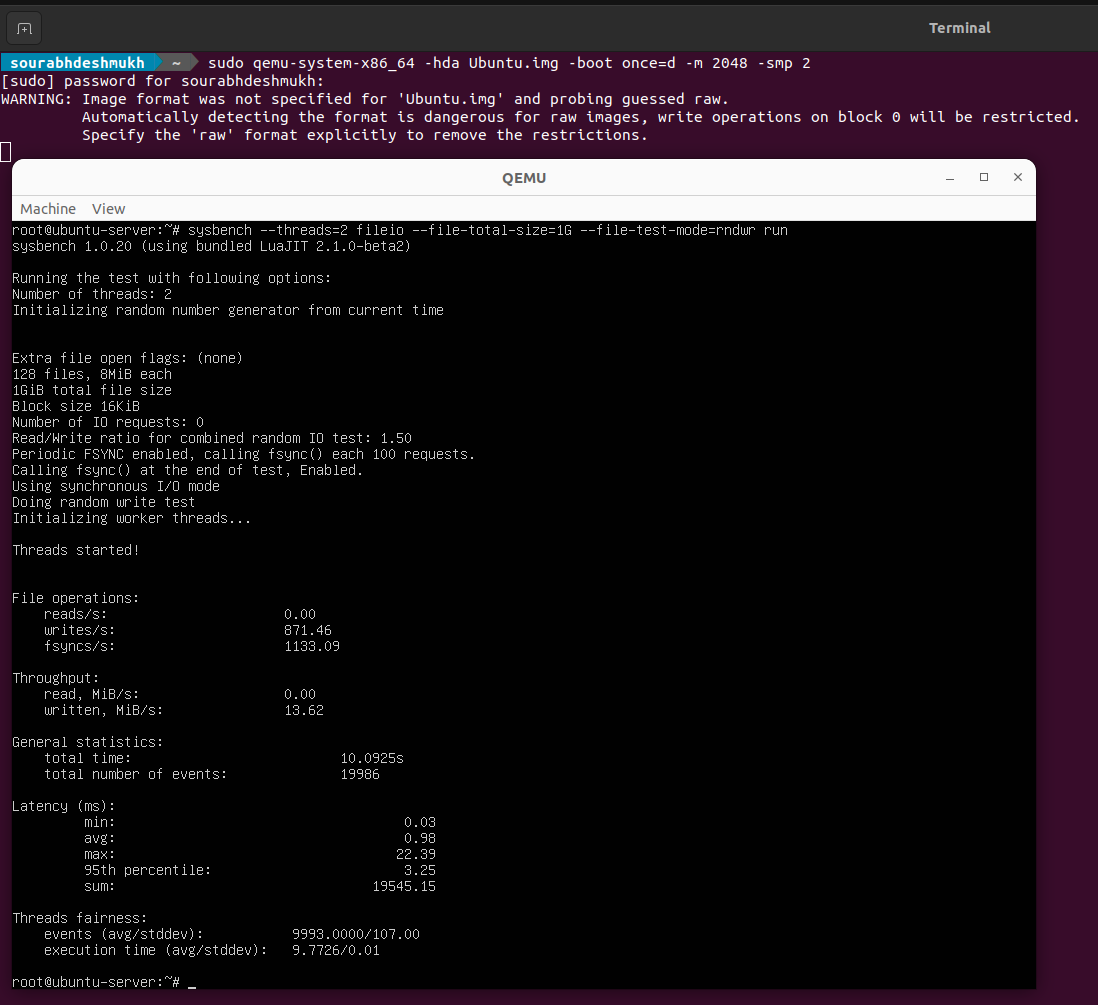 Terminal
sourabhdeshmukh ~ sudo qemu-system-x86_64 -hda Ubuntu.img -boot once=d -m 2048 -smp 2
[sudo] password for sourabhdeshmukh:
WARNING: Image format was not specified for 'Ubuntu.img' and probing guessed raw.
         Automatically detecting the format is dangerous for raw images, write operations on block 0 will be restricted.
         Specify the 'raw' format explicitly to remove the restrictions.
QEMU
Machine View
root@ubuntu-server:~# sysbench --threads=2 fileio --file-total-size=1G --file-test-mode=rndwr run
sysbench 1.0.20 (using bundled LuaJIT 2.1.0-beta2)
Running the test with following options:
Number of threads: 2
Initializing random number generator from current time
Extra file open flags: (none)
128 files, 8MiB each
1GiB total file size
Block size 16KiB
Number of IO requests: 0
Read/Write ratio for combined random IO test: 1.50
Periodic FSYNC enabled, calling fsync() each 100 requests.
Calling fsync() at the end of test, Enabled.
Using synchronous I/O mode
Doing random write test
Initializing worker threads...
Threads started!
File operations:
    reads/s:                      0.00
    writes/s:                     871.46
    fsyncs/s:                     1133.09
Throughput:
    read, MiB/s:                  0.00
    written, MiB/s:               13.62
General statistics:
    total time:                          10.0925s
    total number of events:              19986
Latency (ms):
         min:                                    0.03
         avg:                                    0.98
         max:                                   22.39
         95th percentile:                        3.25
         sum:                                19545.15
Threads fairness:
    events (avg/stddev):           9993.0000/107.00
    execution time (avg/stddev):   9.7726/0.01
root@ubuntu-server:~# _